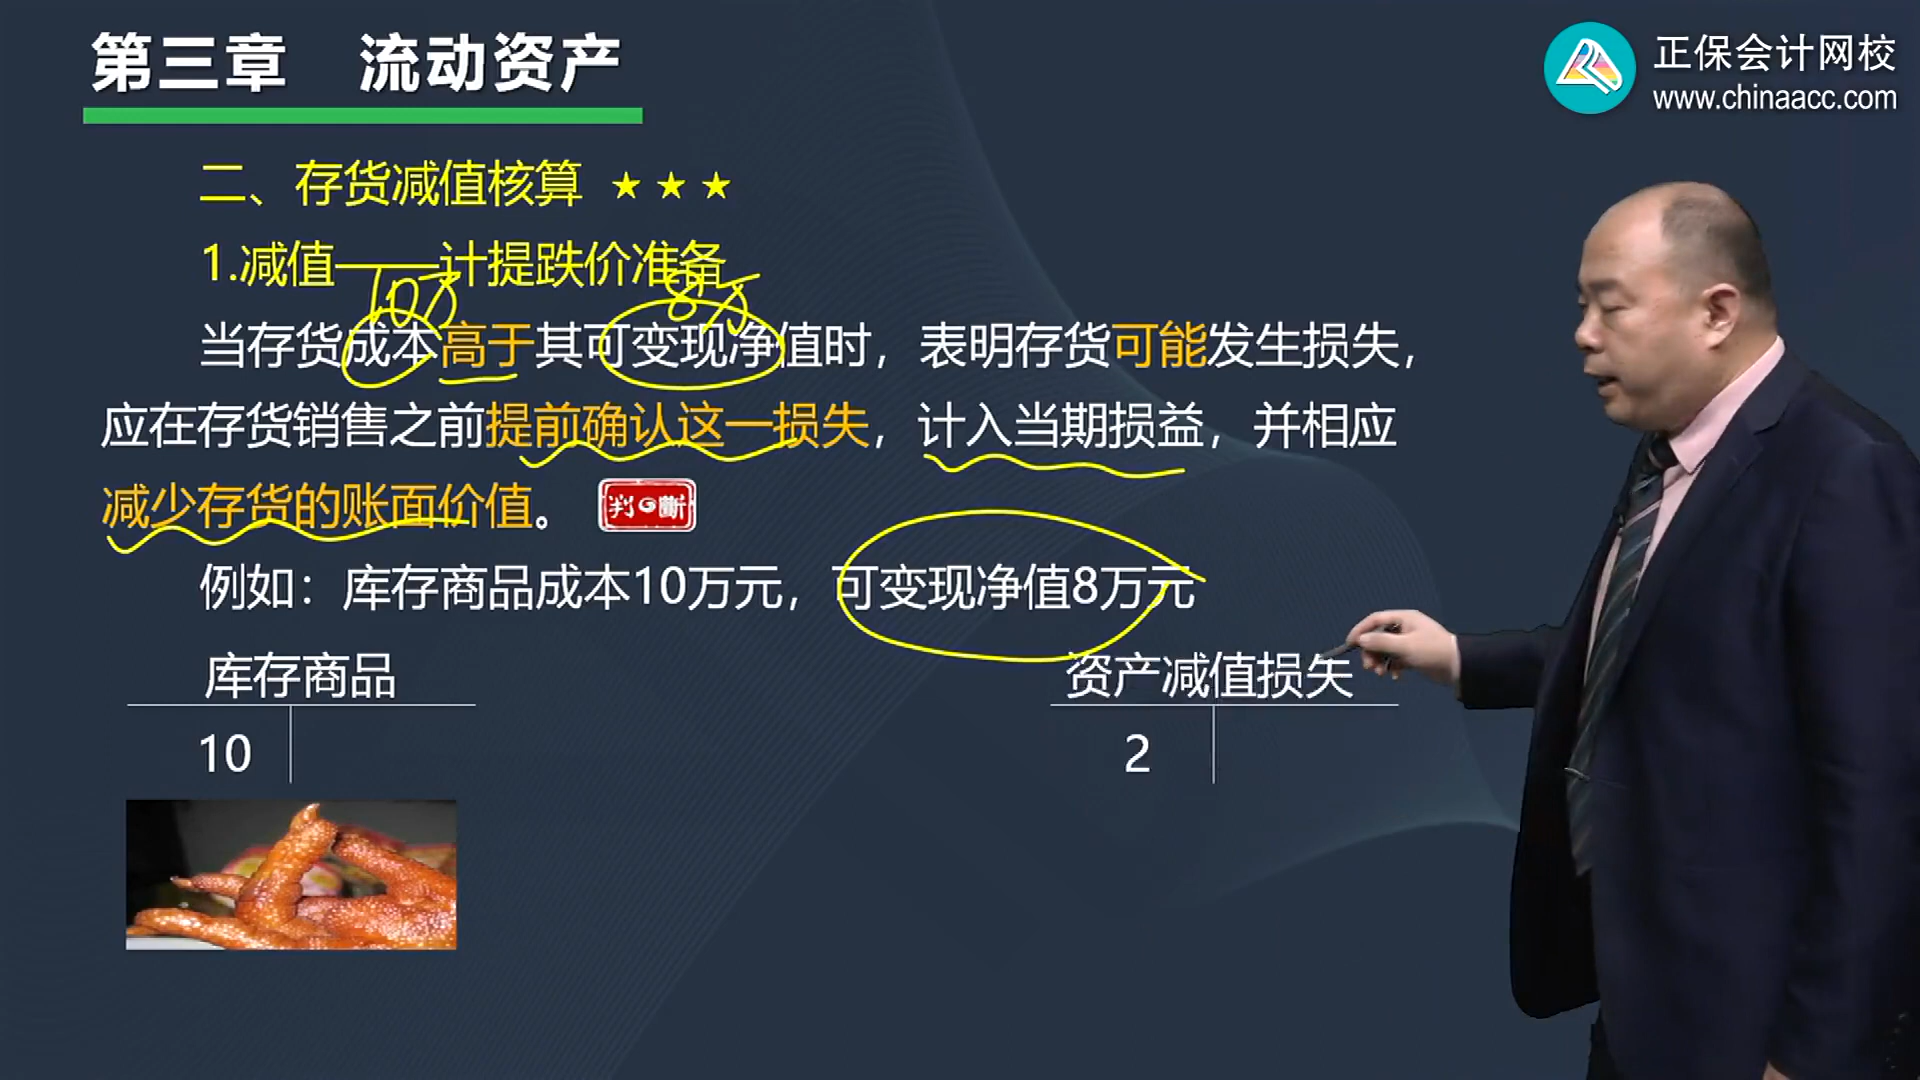 第三章 流动资产
正保会计网校
www.chinaacc.com
二、存货减值核算 ★ ★ ★
1.减值——计提跌价准备
10万 8万
当存货成本高于其可变现净值时，表明存货可能发生损失，
应在存货销售之前提前确认这一损失，计入当期损益，并相应
减少存货的账面价值。 判断
例如：库存商品成本10万元，可变现净值8万元
库存商品 资产减值损失
10 2